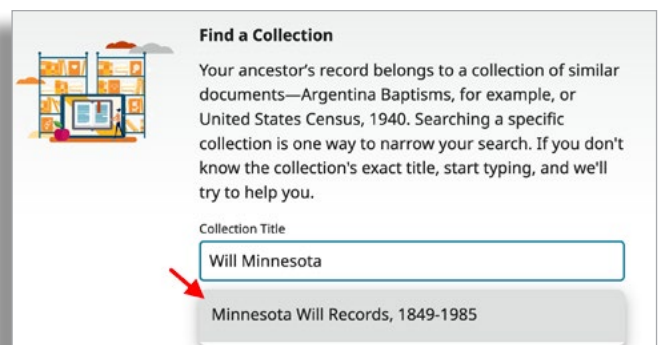 Find a Collection
Your ancestor's record belongs to a collection of similar
documents—Argentina Baptisms, for example, or
United States Census, 1940. Searching a specific
collection is one way to narrow your search. If you don't
know the collection's exact title, start typing, and we'll
try to help you.
Collection Title
Will Minnesota
Minnesota Will Records, 1849-1985